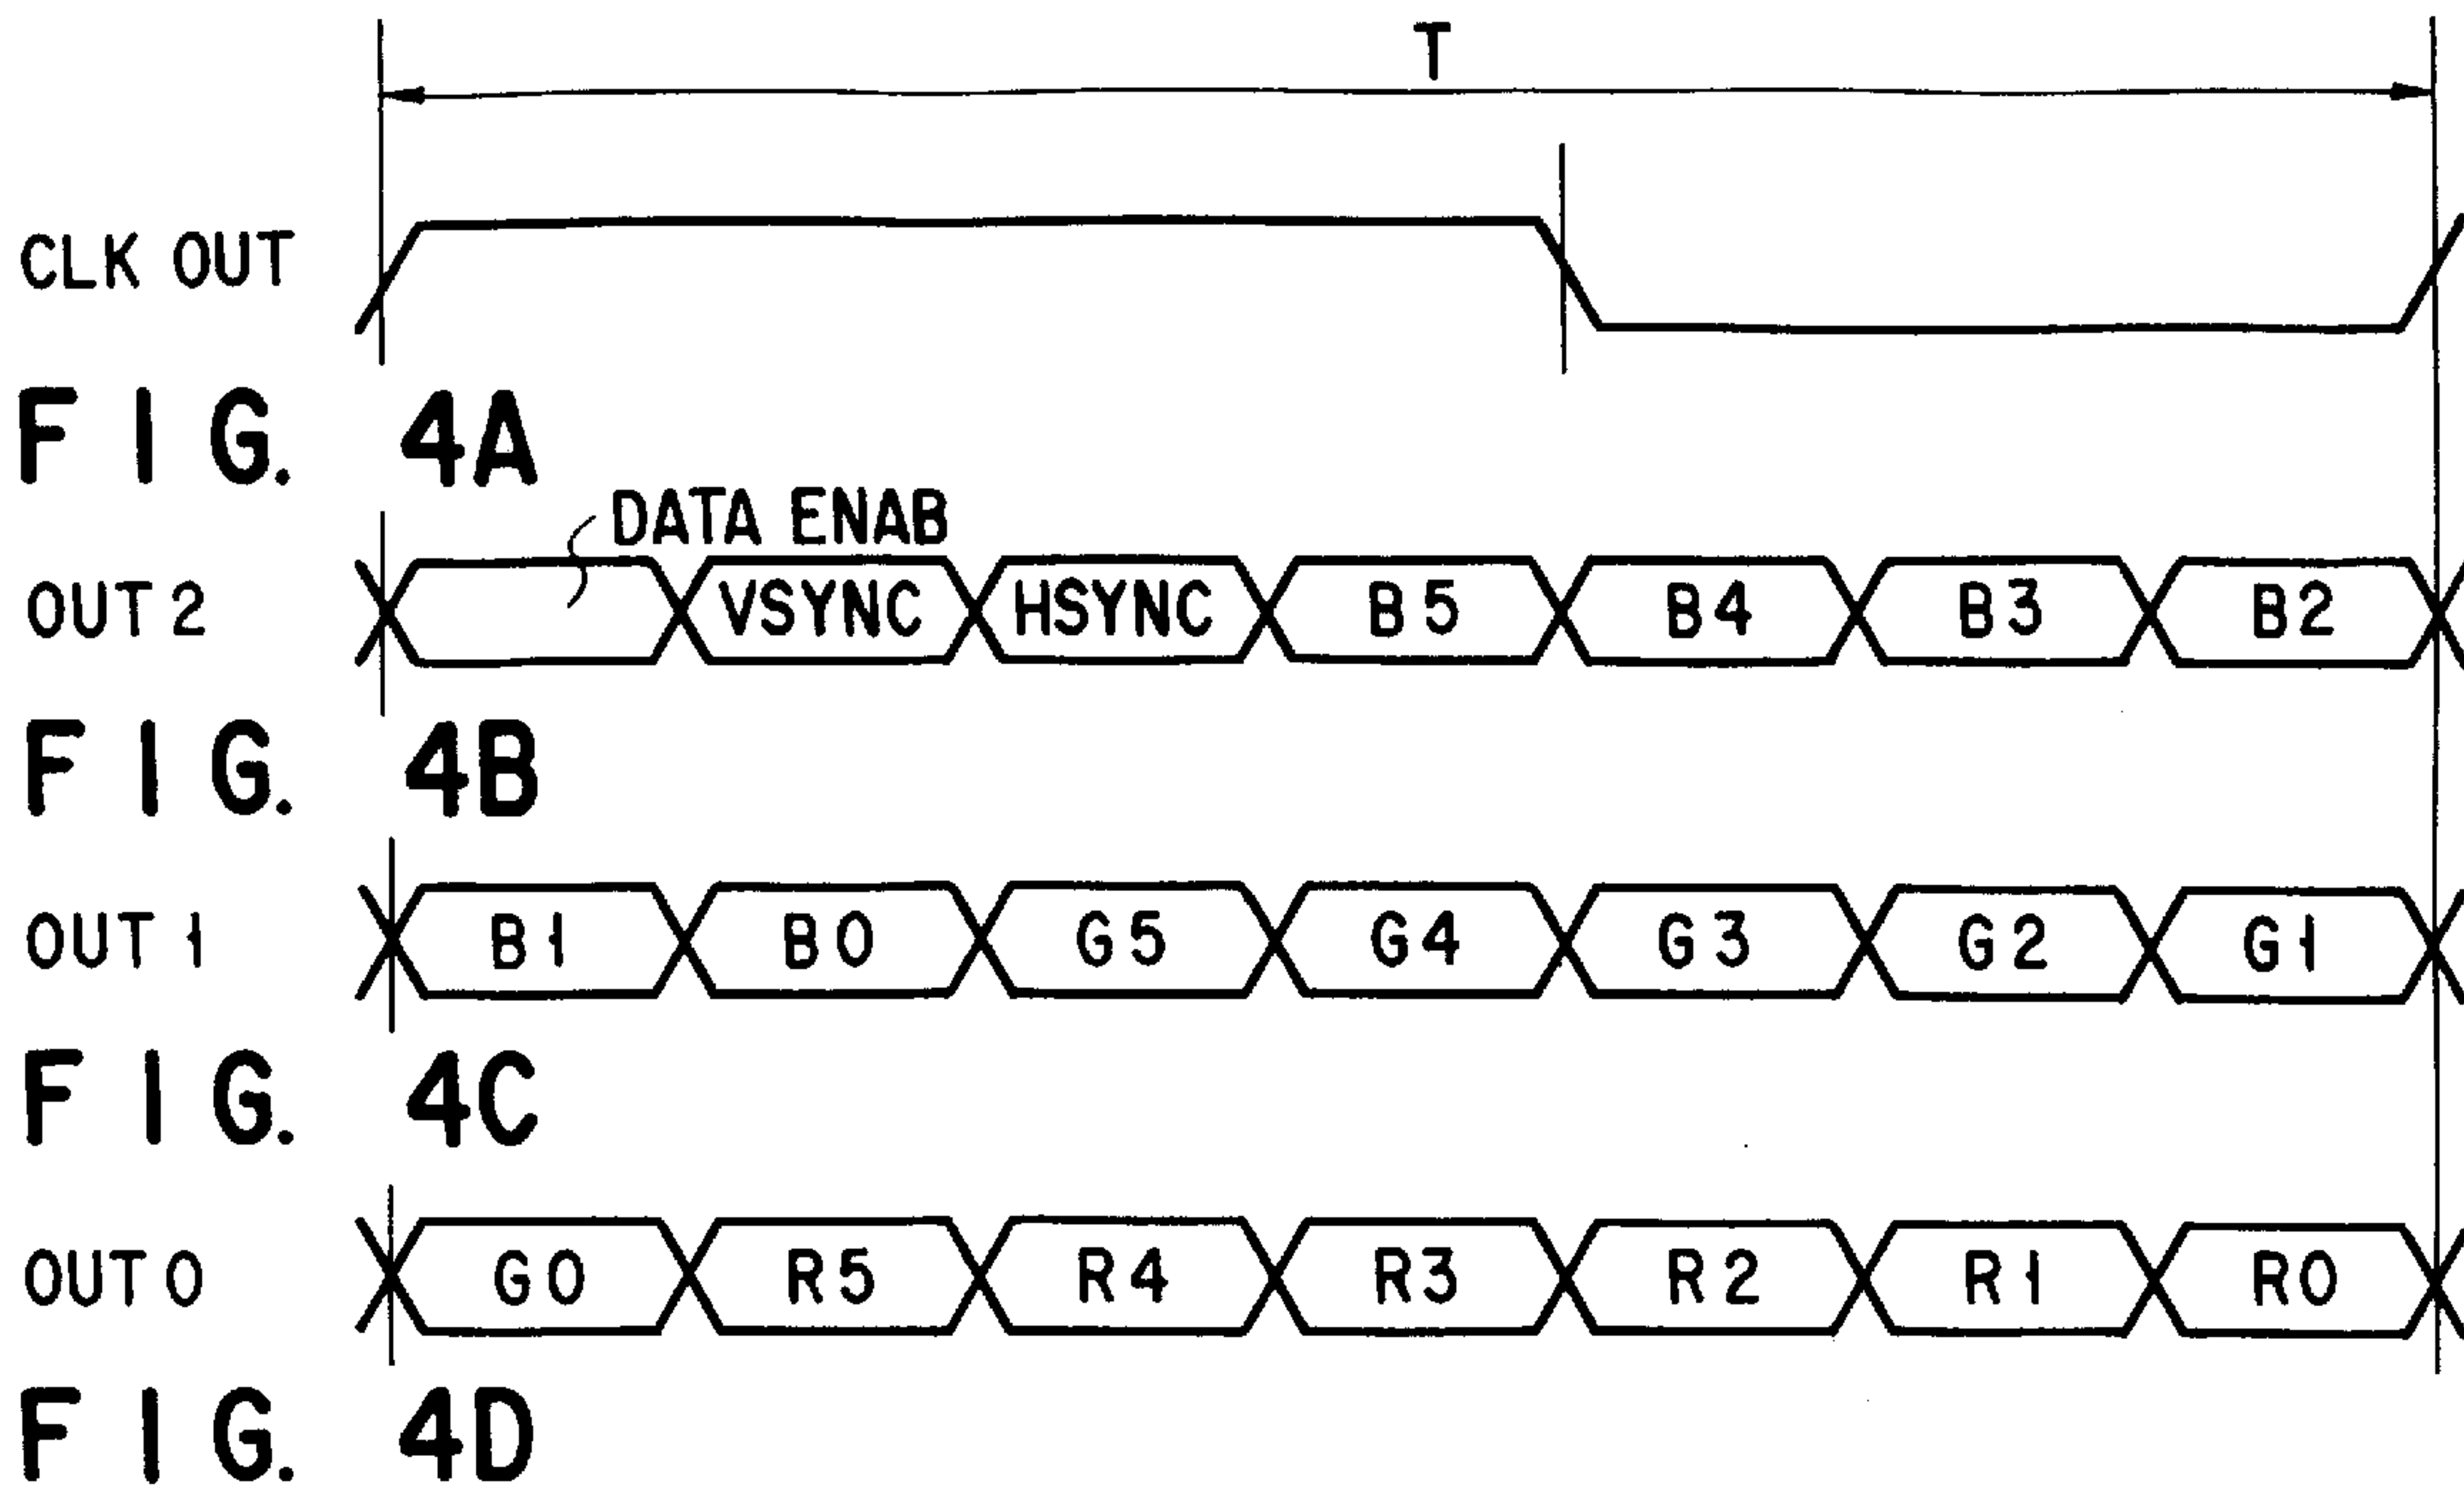 T
CLK OUT
FIG. 4A
DATA ENAB
OUT 2 VSYNC HSYNC B5 B4 B3 B2
FIG. 4B
OUT 1 B1 B0 G5 G4 G3 G2 G1
FIG. 4C
OUT 0 G0 R5 R4 R3 R2 R1 R0
FIG. 4D